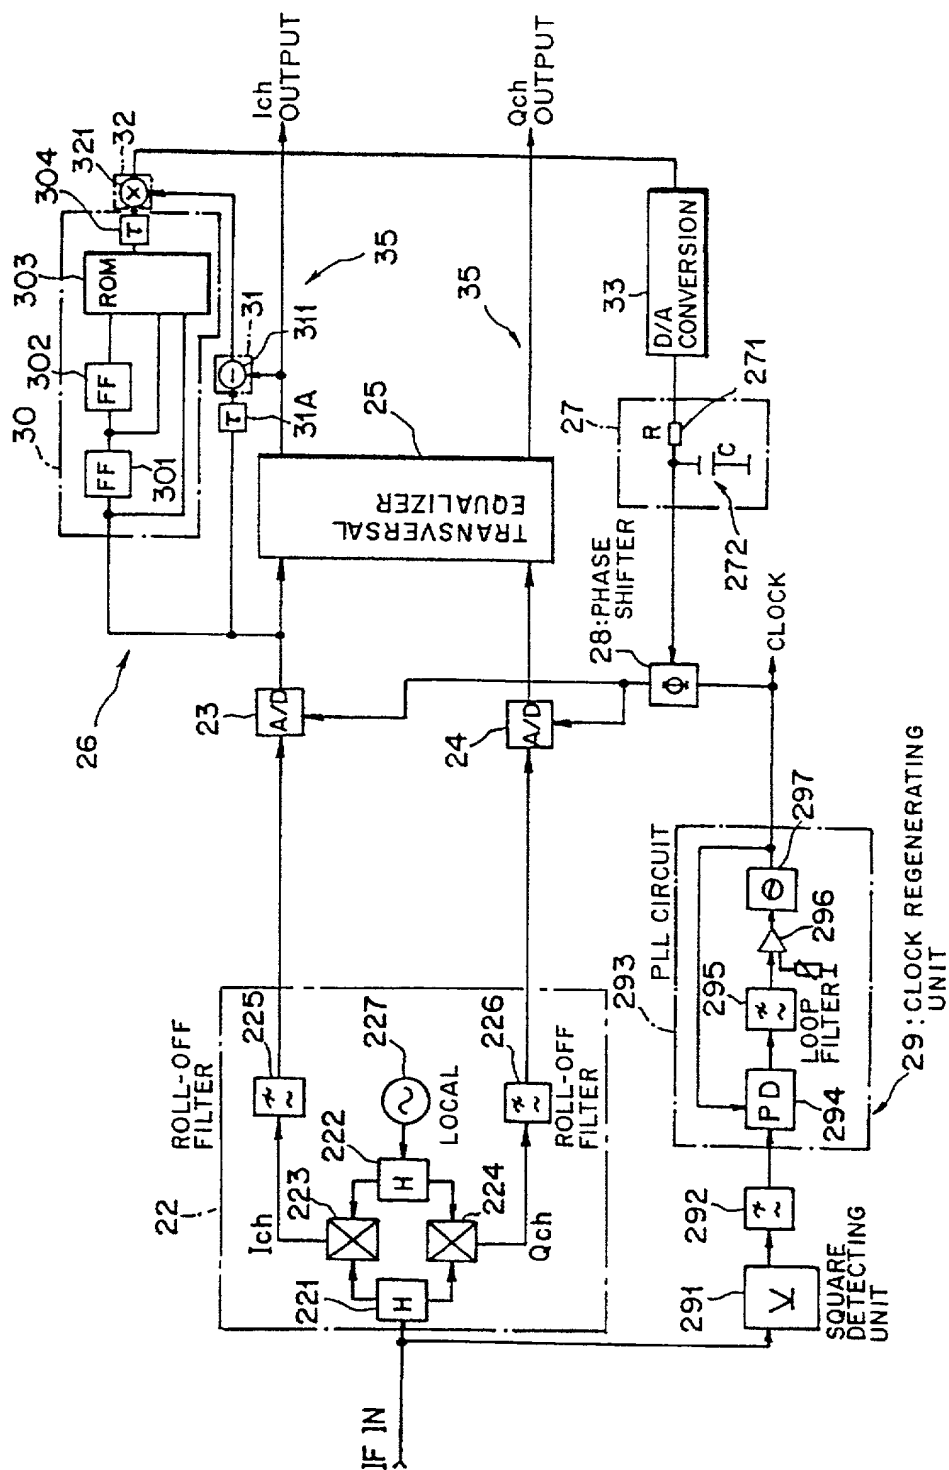 IF IN
22
ROLL-OFF
FILTER
225
221
H
Ich
223
222
H
227
LOCAL
224
Qch
226
ROLL-OFF
FILTER
26
23
A/D
24
A/D
30
FF
301
302
FF
303
ROM
304
τ
321
32
×
τ
31A
31
311
−
TRANSVERSAL
EQUALIZER
25
35
35
Ich
OUTPUT
Qch
OUTPUT
33
D/A
CONVERSION
27
R
271
C
272
28:PHASE
SHIFTER
Φ
CLOCK
291
SQUARE
DETECTING
UNIT
292
293
PLL CIRCUIT
PD
294
295
LOOP
FILTER
296
297
29:CLOCK REGENERATING
UNIT